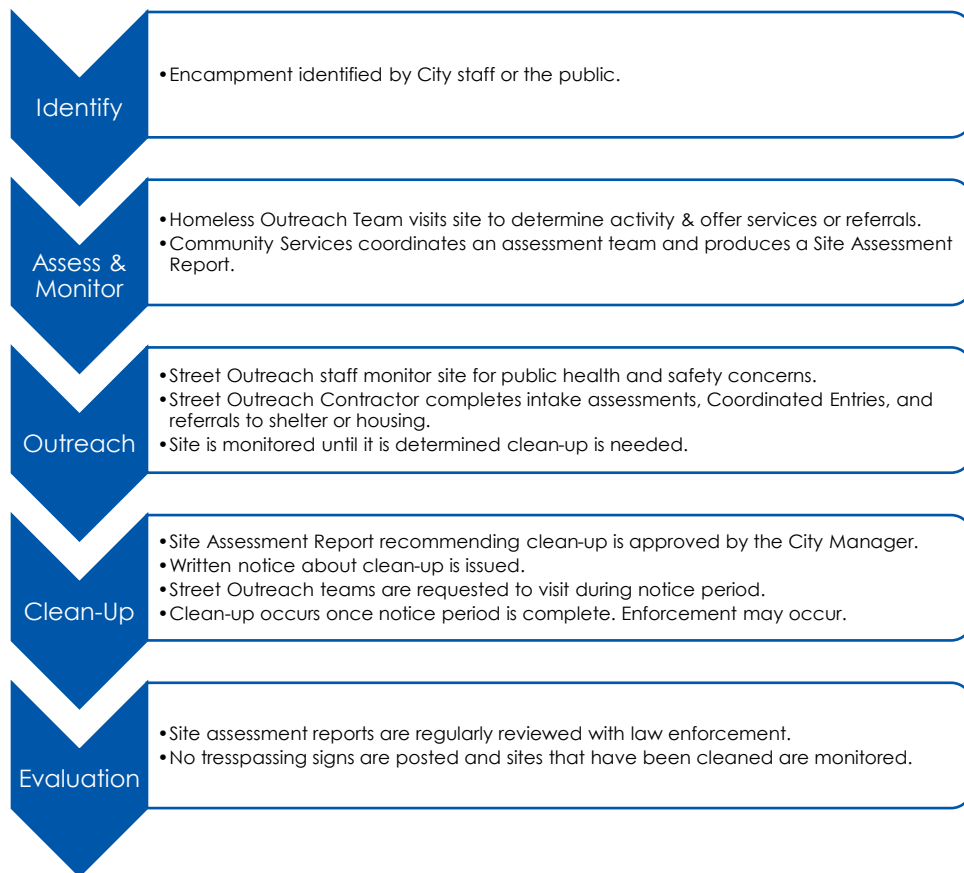 Identify
•Encampment identified by City staff or the public.
Assess &
Monitor
•Homeless Outreach Team visits site to determine activity & offer services or referrals.
•Community Services coordinates an assessment team and produces a Site Assessment
Report.
Outreach
•Street Outreach staff monitor site for public health and safety concerns.
•Street Outreach Contractor completes intake assessments, Coordinated Entries, and
referrals to shelter or housing.
•Site is monitored until it is determined clean-up is needed.
Clean-Up
•Site Assessment Report recommending clean-up is approved by the City Manager.
•Written notice about clean-up is issued.
•Street Outreach teams are requested to visit during notice period.
•Clean-up occurs once notice period is complete. Enforcement may occur.
Evaluation
•Site assessment reports are regularly reviewed with law enforcement.
•No tresspassing signs are posted and sites that have been cleaned are monitored.